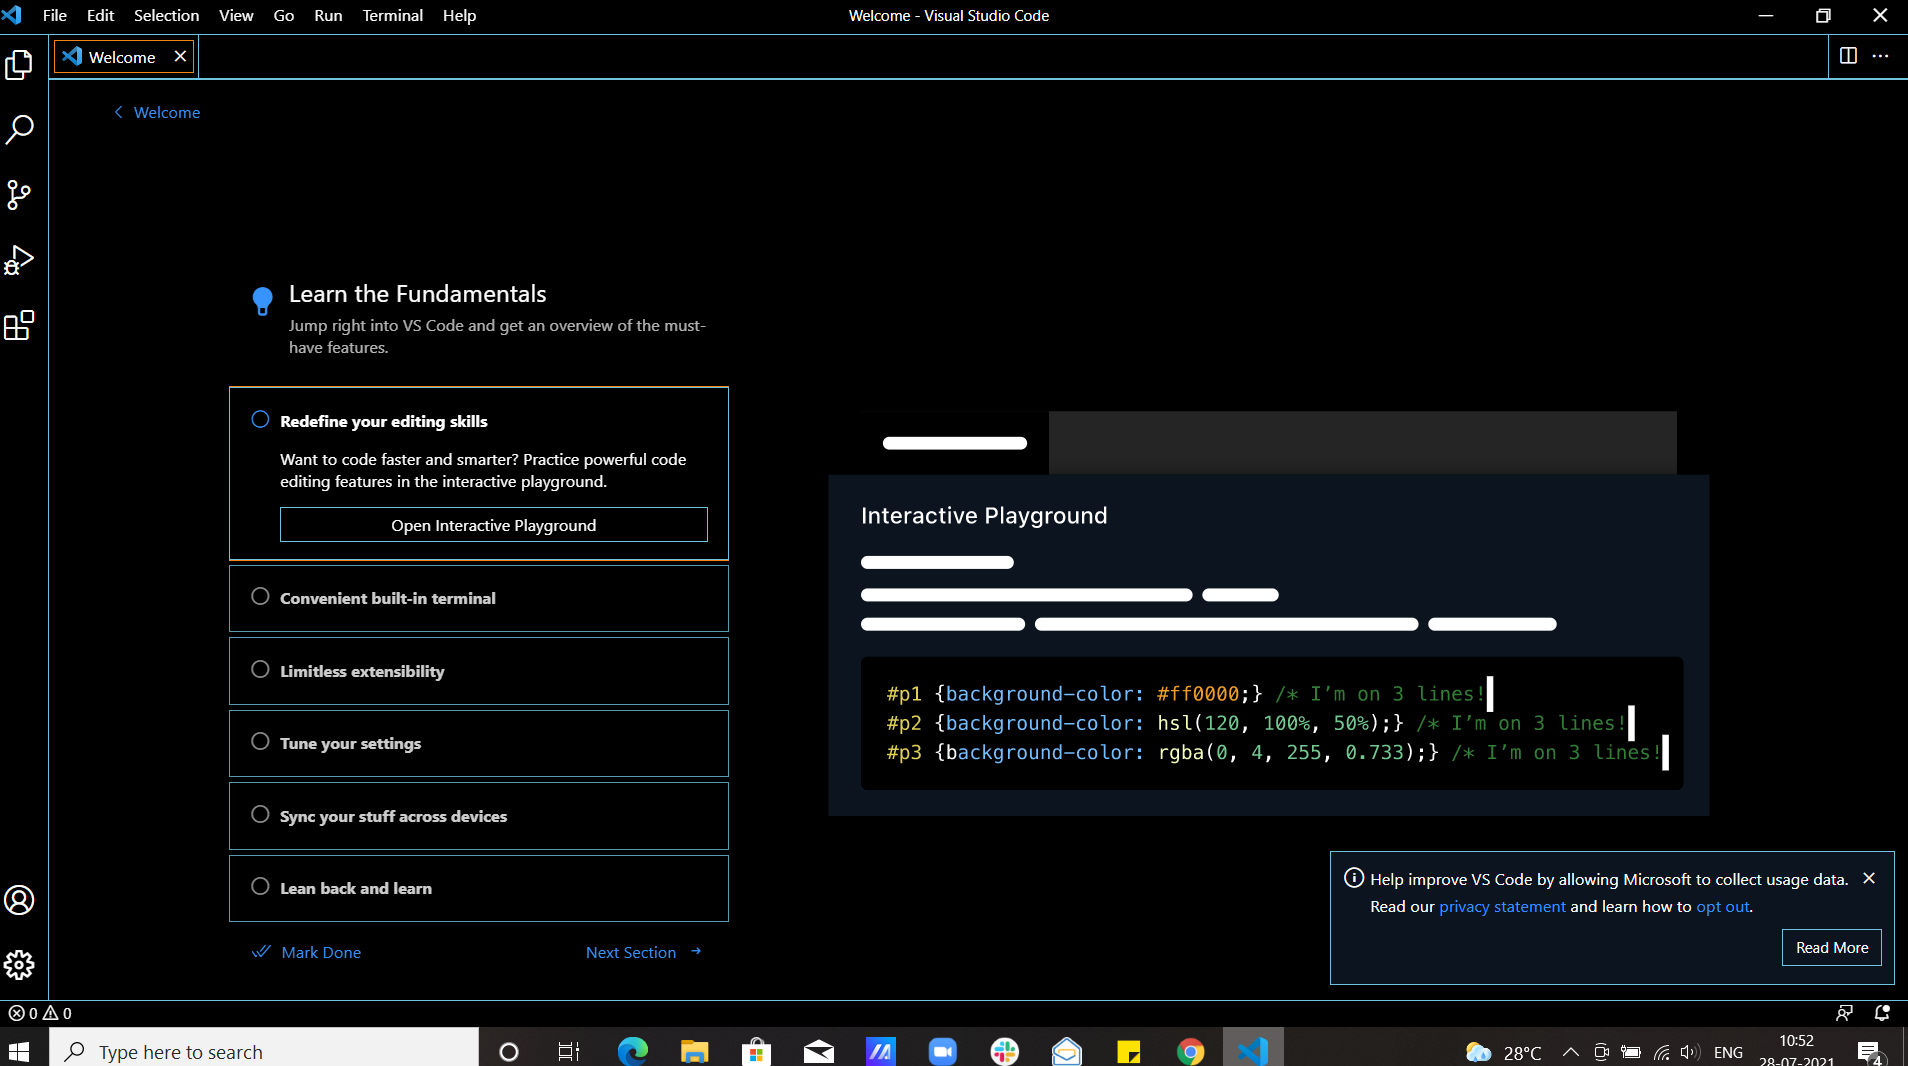 File Edit Selection View Go Run Terminal Help
Welcome - Visual Studio Code
Welcome
Welcome
Learn the Fundamentals
Jump right into VS Code and get an overview of the must-
have features.
Redefine your editing skills
Want to code faster and smarter? Practice powerful code
editing features in the interactive playground.
Open Interactive Playground
Convenient built-in terminal
Limitless extensibility
Tune your settings
Sync your stuff across devices
Lean back and learn
Mark Done
Next Section
Interactive Playground
#p1 {background-color: #ff0000;} /* I’m on 3 lines!
#p2 {background-color: hsl(120, 100%, 50%);} /* I’m on 3 lines!
#p3 {background-color: rgba(0, 4, 255, 0.733);} /* I’m on 3 lines!
Help improve VS Code by allowing Microsoft to collect usage data.
Read our privacy statement and learn how to opt out.
Read More
0 0
Type here to search
28°C
ENG
10:52
28-07-2021
4